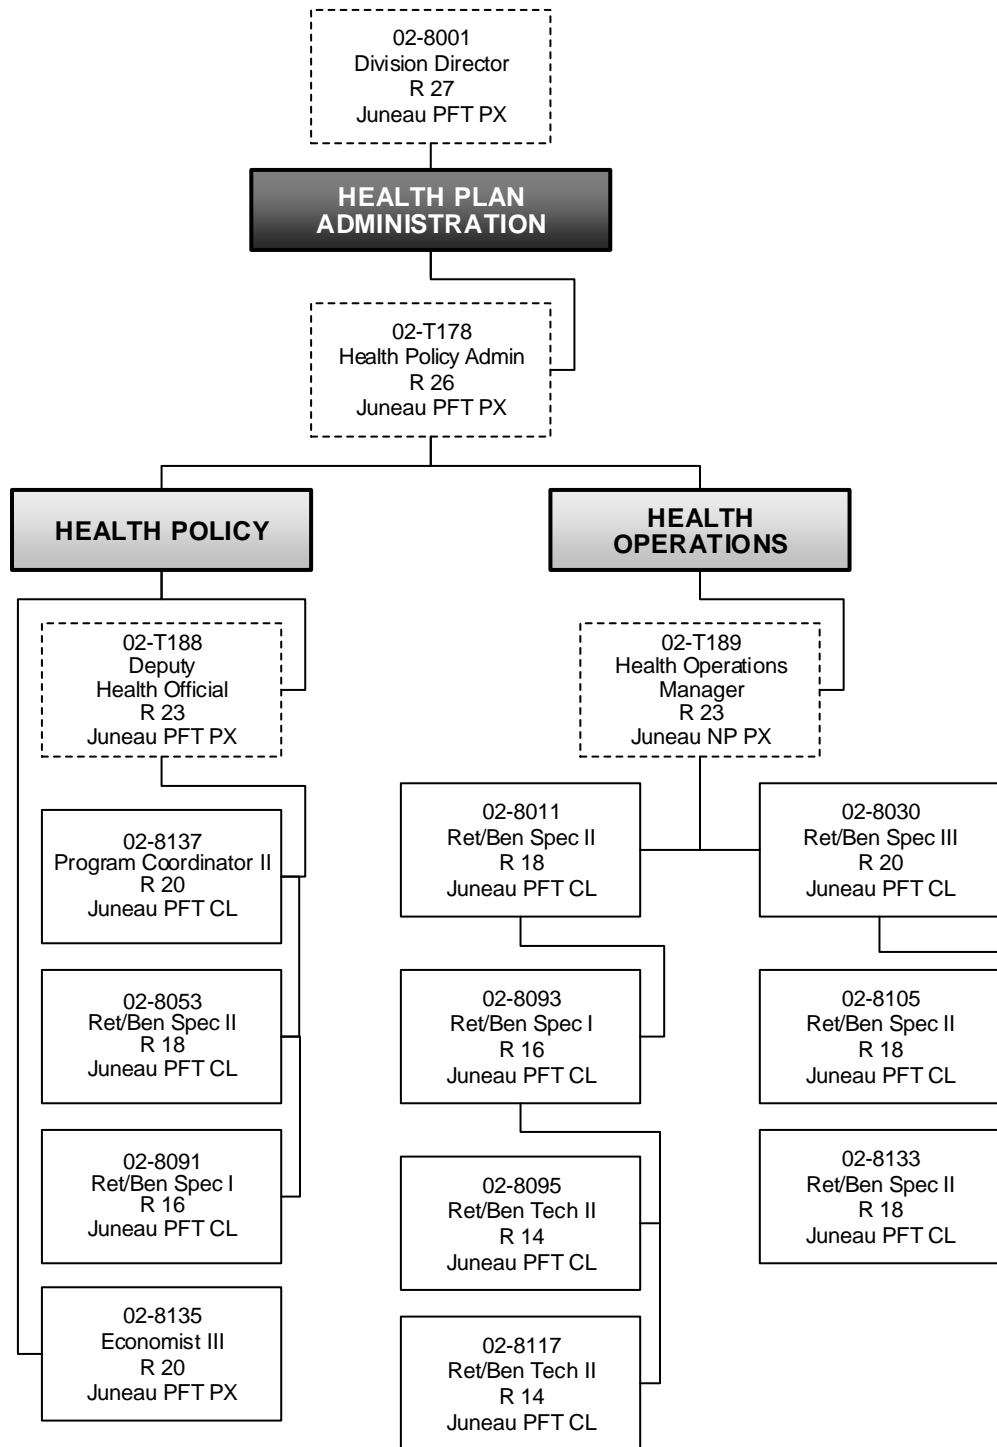 02-8001
Division Director
R 27
Juneau PFT PX
HEALTH PLAN
ADMINISTRATION
02-T178
Health Policy Admin
R 26
Juneau PFT PX
HEALTH POLICY
02-T188
Deputy
Health Official
R 23
Juneau PFT PX
02-8137
Program Coordinator II
R 20
Juneau PFT CL
02-8053
Ret/Ben Spec II
R 18
Juneau PFT CL
02-8091
Ret/Ben Spec I
R 16
Juneau PFT CL
02-8135
Economist III
R 20
Juneau PFT PX
HEALTH
OPERATIONS
02-T189
Health Operations
Manager
R 23
Juneau NP PX
02-8011
Ret/Ben Spec II
R 18
Juneau PFT CL
02-8093
Ret/Ben Spec I
R 16
Juneau PFT CL
02-8095
Ret/Ben Tech II
R 14
Juneau PFT CL
02-8117
Ret/Ben Tech II
R 14
Juneau PFT CL
02-8030
Ret/Ben Spec III
R 20
Juneau PFT CL
02-8105
Ret/Ben Spec II
R 18
Juneau PFT CL
02-8133
Ret/Ben Spec II
R 18
Juneau PFT CL